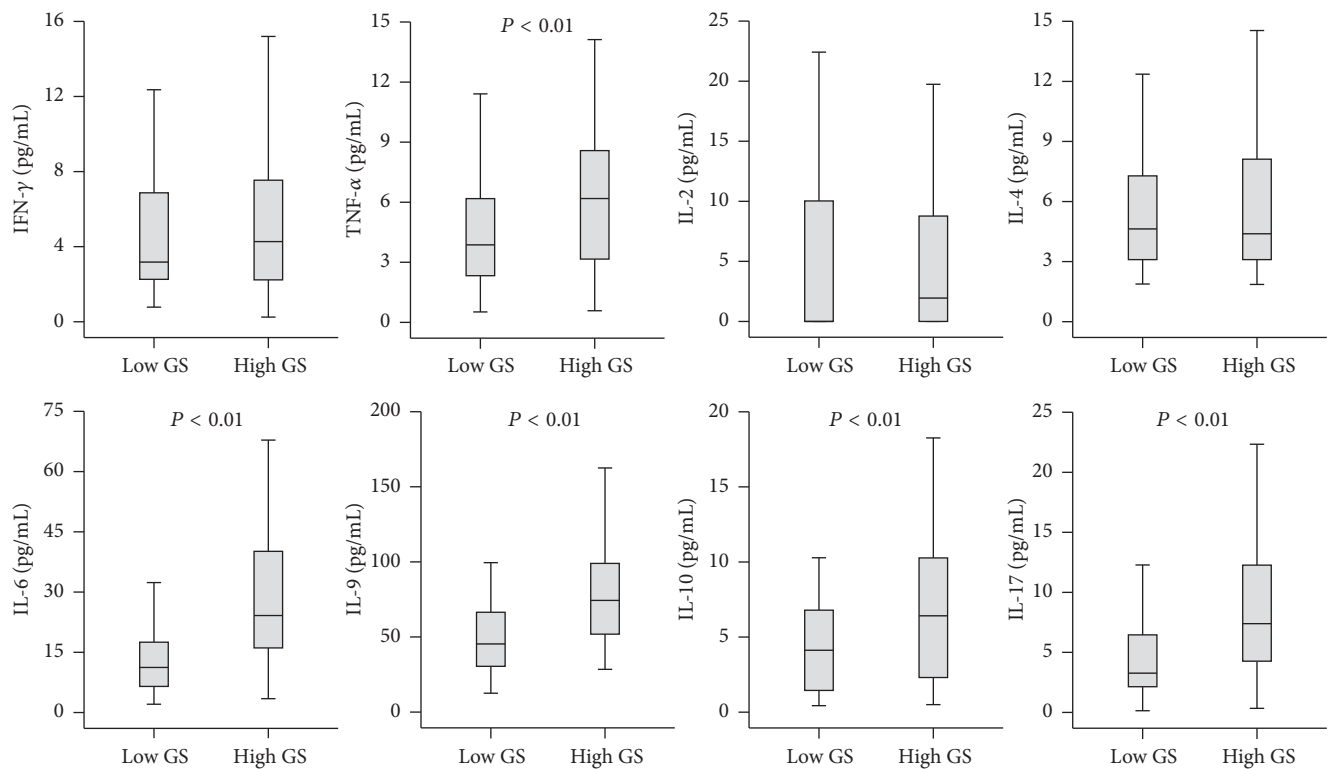 IFN-γ (pg/mL)
16
12
8
4
0
Low GS
High GS
P < 0.01
TNF-α (pg/mL)
15
12
9
6
3
0
Low GS
High GS
IL-2 (pg/mL)
25
20
15
10
5
0
Low GS
High GS
IL-4 (pg/mL)
15
12
9
6
3
0
Low GS
High GS
P < 0.01
IL-6 (pg/mL)
75
60
45
30
15
0
Low GS
High GS
P < 0.01
IL-9 (pg/mL)
200
150
100
50
0
Low GS
High GS
P < 0.01
IL-10 (pg/mL)
20
15
10
5
0
Low GS
High GS
P < 0.01
IL-17 (pg/mL)
25
20
15
10
5
0
Low GS
High GS